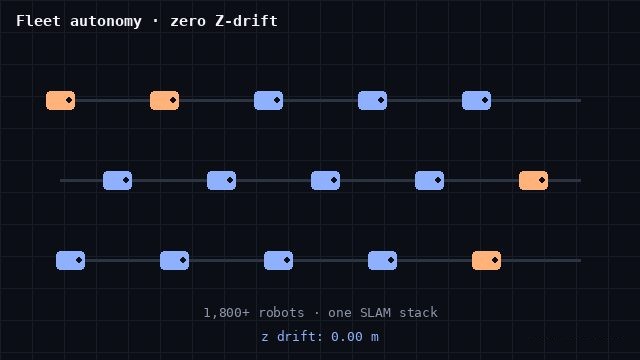 Fleet autonomy · zero Z-drift
1,800+ robots · one SLAM stack
z drift: 0.00 m